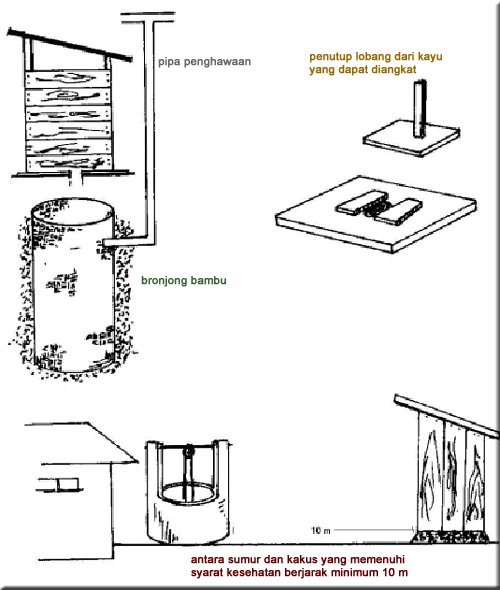 pipa penghawaan
penutup lobang dari kayu
yang dapat diangkat
bronjong bambu
10 m
antara sumur dan kakus yang memenuhi
syarat kesehatan berjarak minimum 10 m